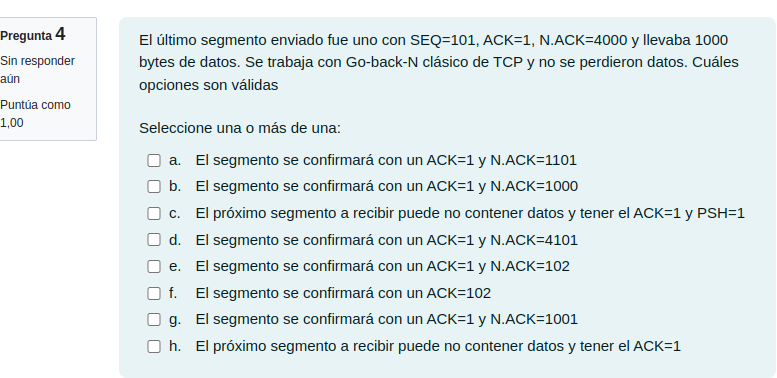 Pregunta 4
Sin responder
aún
Puntúa como
1,00
El último segmento enviado fue uno con SEQ=101, ACK=1, N.ACK=4000 y llevaba 1000
bytes de datos. Se trabaja con Go-back-N clásico de TCP y no se perdieron datos. Cuáles
opciones son válidas
Seleccione una o más de una:
a. El segmento se confirmará con un ACK=1 y N.ACK=1101
b. El segmento se confirmará con un ACK=1 y N.ACK=1000
c. El próximo segmento a recibir puede no contener datos y tener el ACK=1 y PSH=1
d. El segmento se confirmará con un ACK=1 y N.ACK=4101
e. El segmento se confirmará con un ACK=1 y N.ACK=102
f. El segmento se confirmará con un ACK=102
g. El segmento se confirmará con un ACK=1 y N.ACK=1001
h. El próximo segmento a recibir puede no contener datos y tener el ACK=1